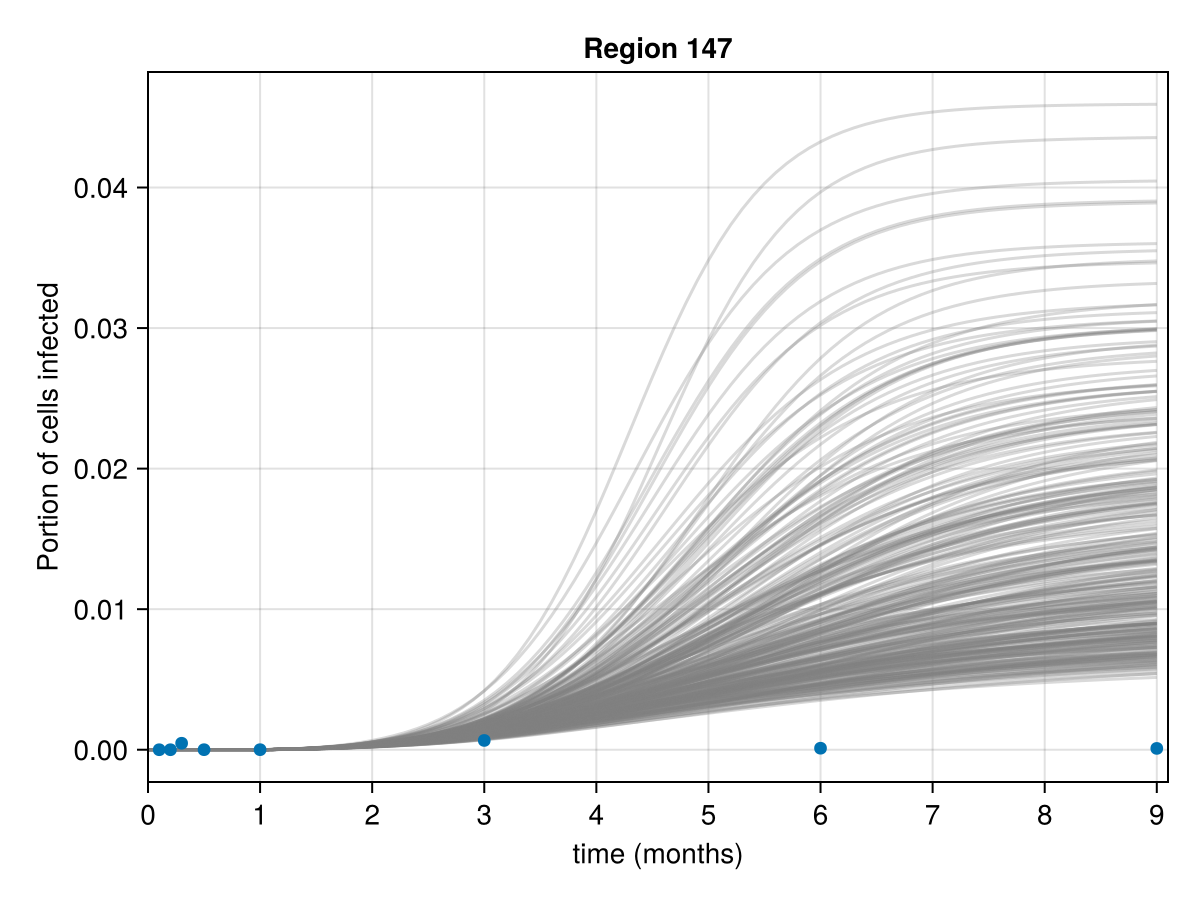 Region 147
Portion of cells infected
0.04
0.03
0.02
0.01
0.00
0 1 2 3 4 5 6 7 8 9
time (months)